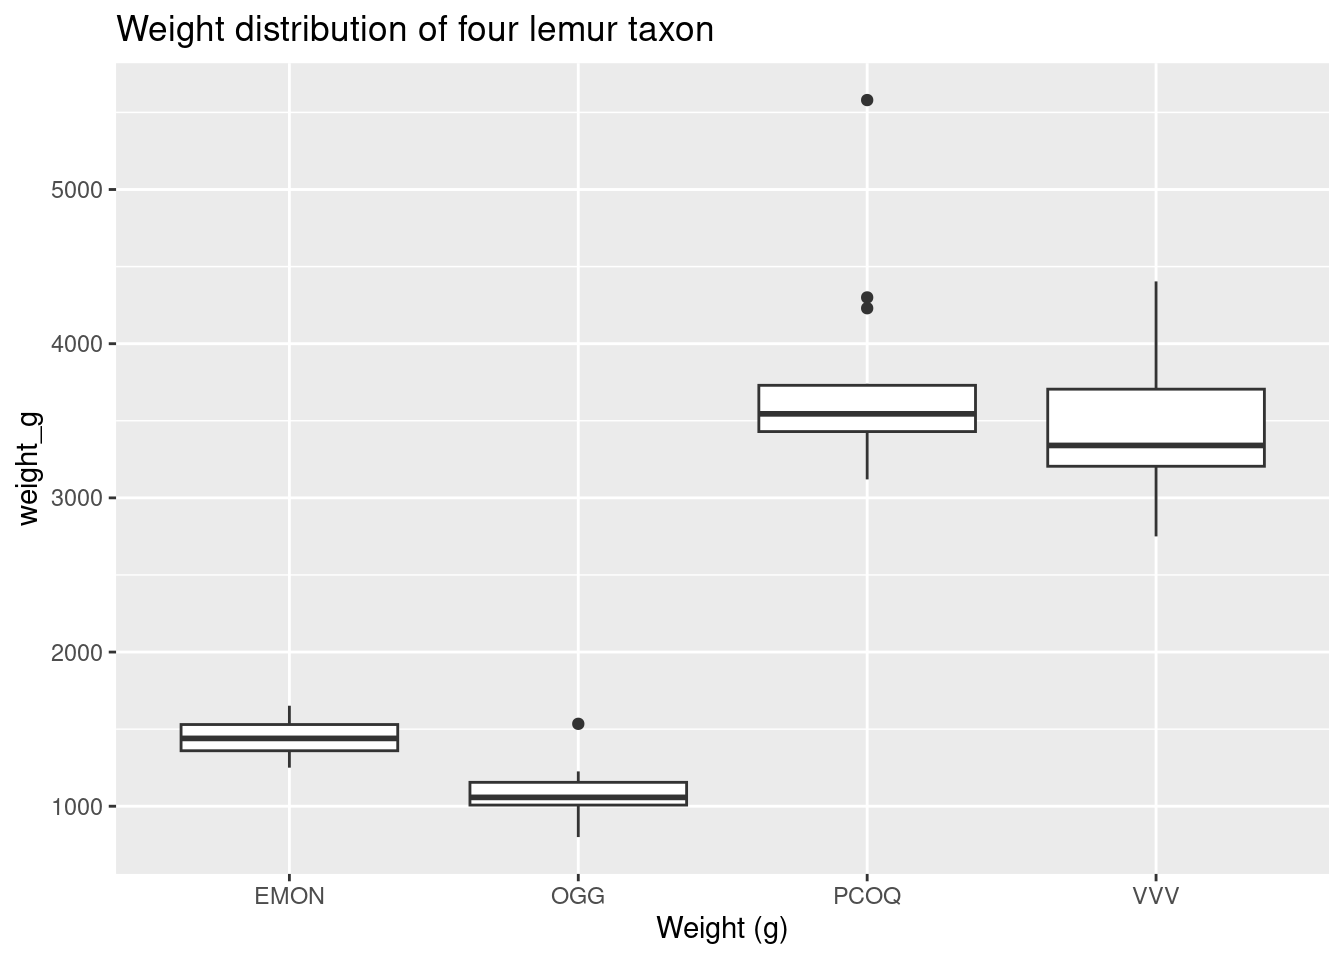 Weight distribution of four lemur taxon
weight_g
5000
4000
3000
2000
1000
EMON OGG PCOQ VVV
Weight (g)